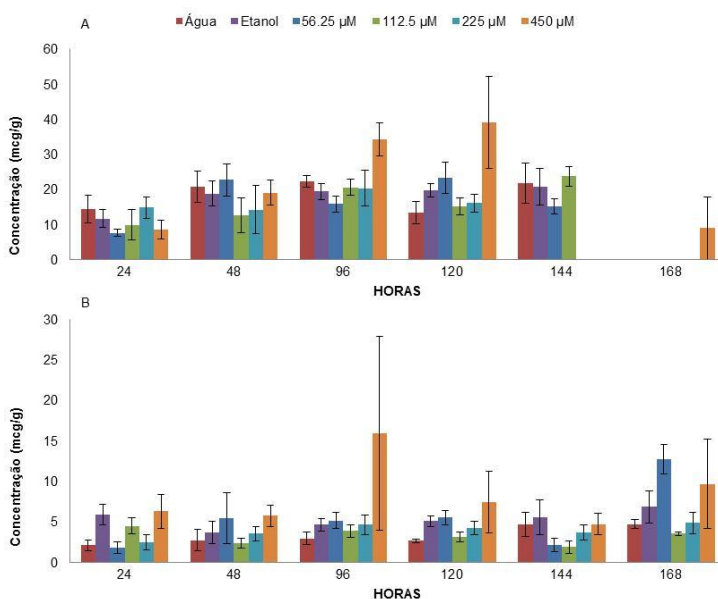 A
Água Etanol 56.25 µM 112.5 µM 225 µM 450 µM
Concentração (mcg/g)
60
50
40
30
20
10
0
24 48 96 120 144 168
HORAS
B
Concentração (mcg/g)
30
25
20
15
10
5
0
24 48 96 120 144 168
HORAS